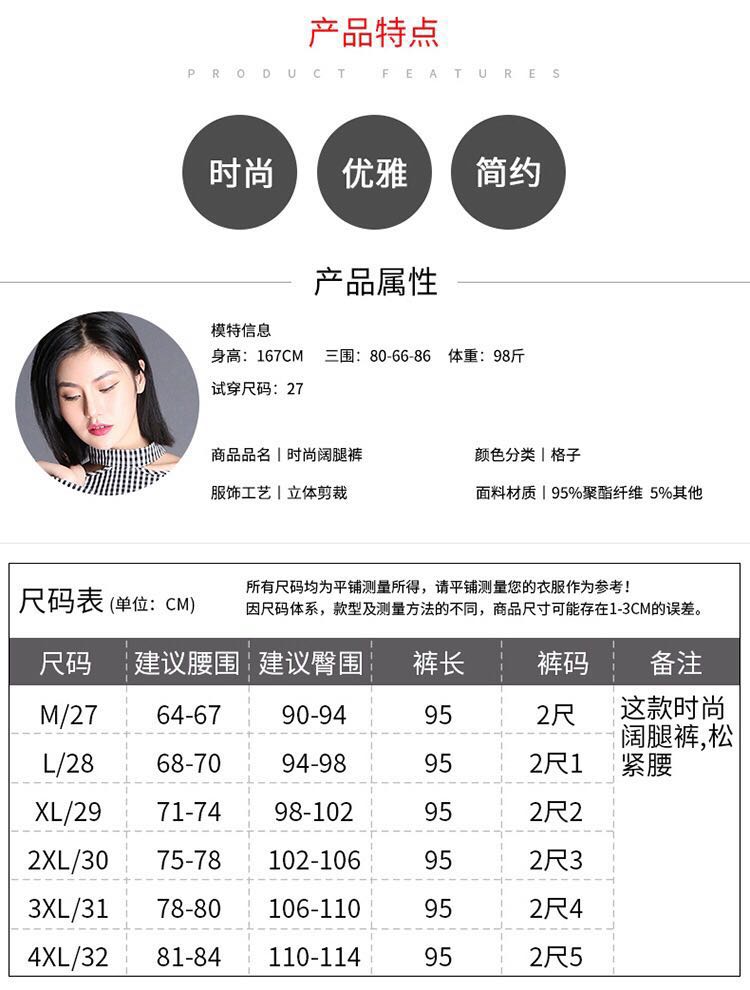 产品特点
PRODUCT FEATURES
时尚 优雅 简约
产品属性
模特信息
身高：167CM 三围：80-66-86 体重：98斤
试穿尺码：27
商品品名丨时尚阔腿裤 颜色分类丨格子
服饰工艺丨立体剪裁 面料材质丨95%聚酯纤维 5%其他
所有尺码均为平铺测量所得，请平铺测量您的衣服作为参考！
尺码表 (单位：CM)
因尺码体系，款型及测量方法的不同，商品尺寸可能存在1-3CM的误差。
尺码 建议腰围 建议臀围 裤长 裤码 备注
M/27 64-67 90-94 95 2尺 这款时尚
阔腿裤,松
L/28 68-70 94-98 95 2尺1 紧腰
XL/29 71-74 98-102 95 2尺2
2XL/30 75-78 102-106 95 2尺3
3XL/31 78-80 106-110 95 2尺4
4XL/32 81-84 110-114 95 2尺5